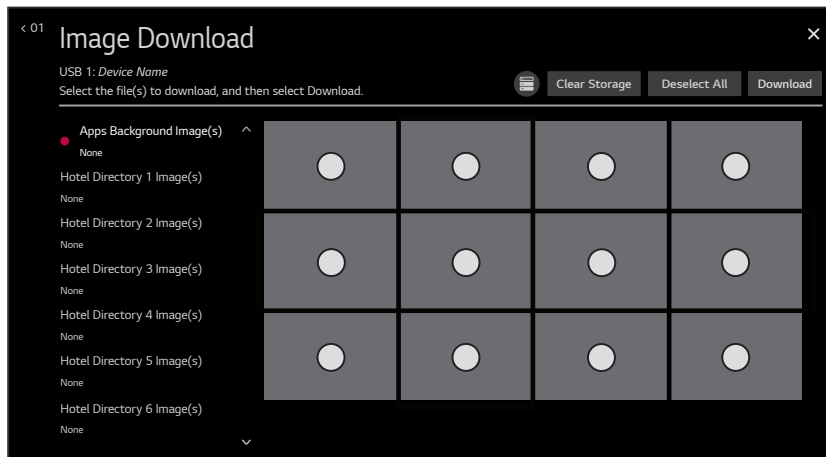 < 01
Image Download
USB 1: Device Name
Select the file(s) to download, and then select Download.
Clear Storage
Deselect All
Download
Apps Background Image(s)
None
Hotel Directory 1 Image(s)
None
Hotel Directory 2 Image(s)
None
Hotel Directory 3 Image(s)
None
Hotel Directory 4 Image(s)
None
Hotel Directory 5 Image(s)
None
Hotel Directory 6 Image(s)
None